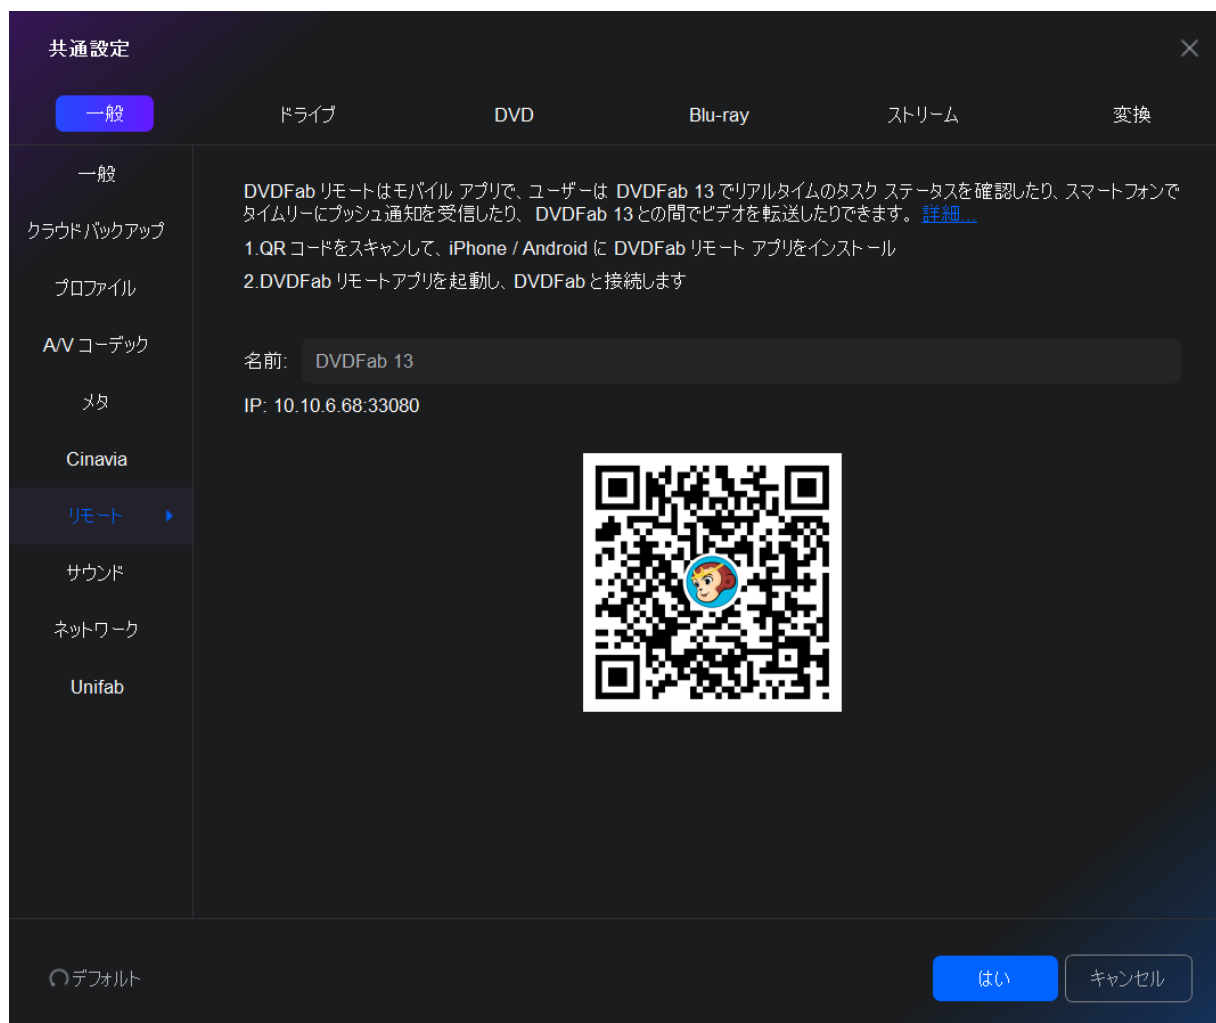 共通設定
一般
ドライブ
DVD
Blu-ray
ストリーム
変換
一般
クラウドバックアップ
プロファイル
A/V コーデック
メタ
Cinavia
リモート
サウンド
ネットワーク
Unifab
DVDFab リモートはモバイル アプリで、ユーザーは DVDFab 13 でリアルタイムのタスク ステータスを確認したり、スマートフォンで
タイムリーにプッシュ通知を受信したり、 DVDFab 13 との間でビデオを転送したりできます。 詳細...
1.QR コードをスキャンして、iPhone / Android に DVDFab リモート アプリをインストール
2.DVDFab リモートアプリを起動し、DVDFab と接続します
名前: DVDFab 13
IP: 10.10.6.68:33080
デフォルト
はい
キャンセル